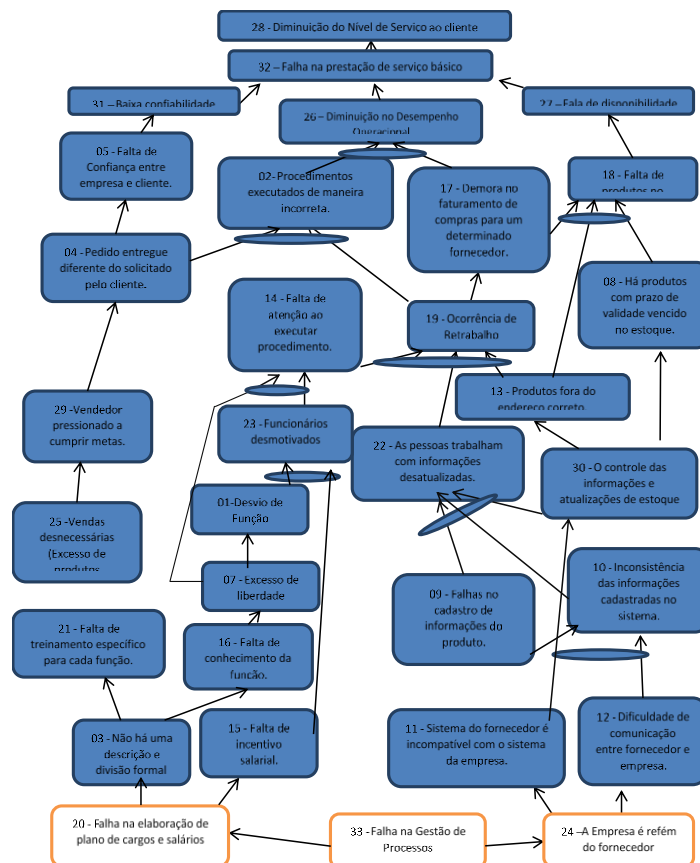 28 - Diminuição do Nível de Serviço ao cliente
32 – Falha na prestação de serviço básico
31 – Baixa confiabilidade
26 – Diminuição no Desempenho
Operacional
27 – Fala de disponibilidade
05 - Falta de
Confiança entre
empresa e cliente.
02- Procedimentos
executados de maneira
incorreta.
17 - Demora no
faturamento de
compras para um
determinado
fornecedor.
18 - Falta de
produtos no
04 - Pedido entregue
diferente do solicitado
pelo cliente.
08 - Há produtos
com prazo de
validade vencido
no estoque.
14 - Falta de
atenção ao
executar
procedimento.
19 - Ocorrência de
Retrabalho
13 - Produtos fora do
endereço correto
29 -Vendedor
pressionado a
cumprir metas.
23 - Funcionários
desmotivados
22 - As pessoas trabalham
com informações
desatualizadas.
30 - O controle das
informações e
atualizações de estoque
25 -Vendas
desnecessárias
(Excesso de
produtos
01- Desvio de
Função
07 - Excesso de
liberdade
09 - Falhas no
cadastro de
informações do
produto.
10 - Inconsistência
das informações
cadastradas no
sistema.
21 - Falta de
treinamento específico
para cada função.
16 - Falta de
conhecimento da
função.
03 - Não há uma
descrição e
divisão formal
15 - Falta de
incentivo
salarial.
11 - Sistema do fornecedor é
incompatível com o sistema
da empresa.
12 - Dificuldade de
comunicação
entre fornecedor e
empresa.
20 - Falha na elaboração de
plano de cargos e salários
33 - Falha na Gestão de
Processos
24 –A Empresa é refém
do fornecedor